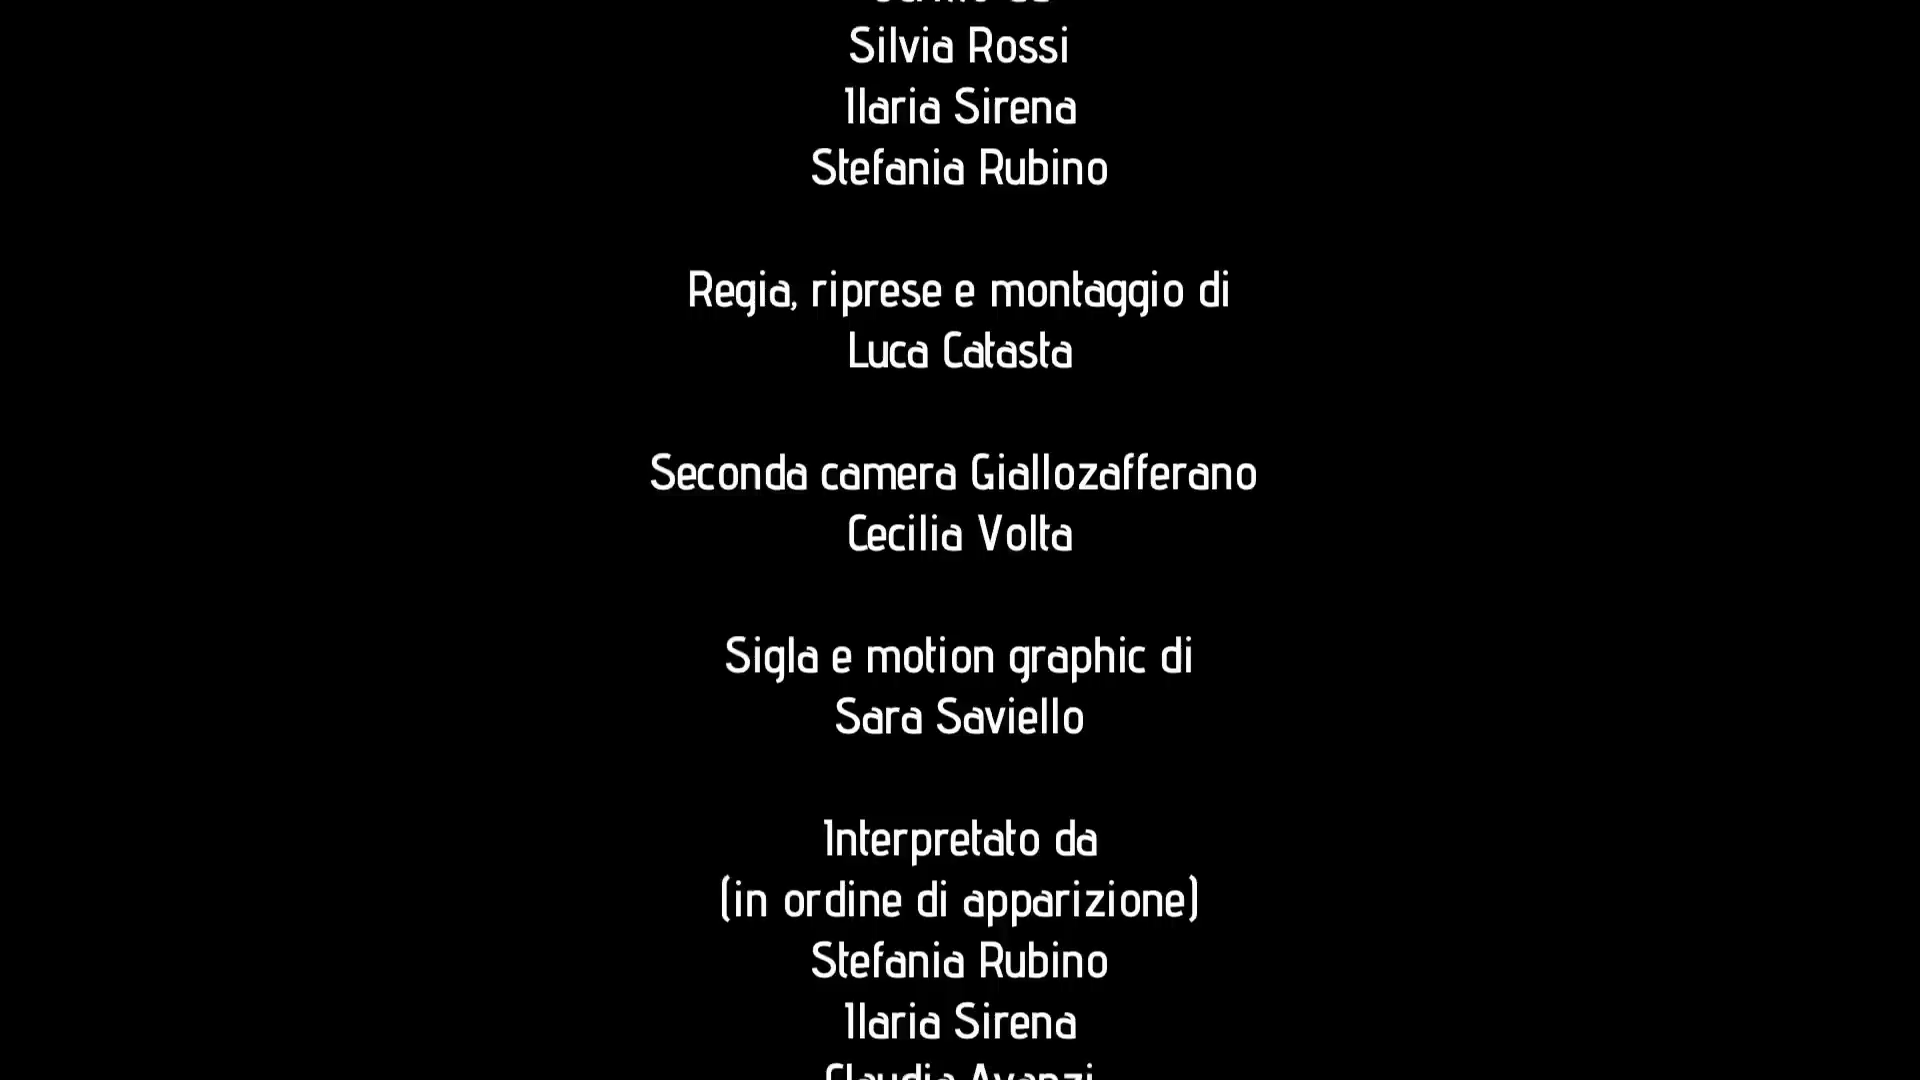 Silvia Rossi
Ilaria Sirena
Stefania Rubino
Regia, riprese e montaggio di
Luca Catasta
Seconda camera Giallozafferano
Cecilia Volta
Sigla e motion graphic di
Sara Saviello
Interpretato da
(in ordine di apparizione)
Stefania Rubino
Ilaria Sirena
Claudia Avanzi